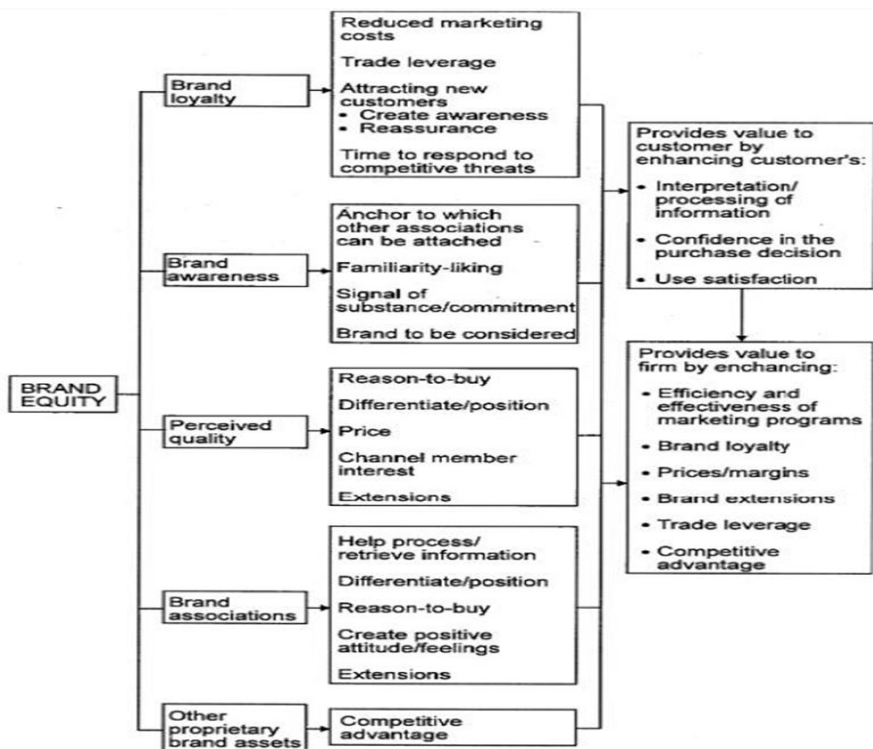 BRAND
EQUITY
Brand
loyalty
Reduced marketing
costs
Trade leverage
Attracting new
customers
• Create awareness
• Reassurance
Time to respond to
competitive threats
Brand
awareness
Anchor to which
other associations
can be attached
Familiarity-liking
Signal of
substance/commitment
Brand to be considered
Perceived
quality
Reason-to-buy
Differentiate/position
Price
Channel member
interest
Extensions
Brand
associations
Help process/
retrieve information
Differentiate/position
Reason-to-buy
Create positive
attitude/feelings
Extensions
Other
proprietary
brand assets
Competitive
advantage
Provides value to
customer by
enhancing customer's:
• Interpretation/
processing of
information
• Confidence in the
purchase decision
• Use satisfaction
Provides value to
firm by enchancing:
• Efficiency and
effectiveness of
marketing programs
• Brand loyalty
• Prices/margins
• Brand extensions
• Trade leverage
• Competitive
advantage